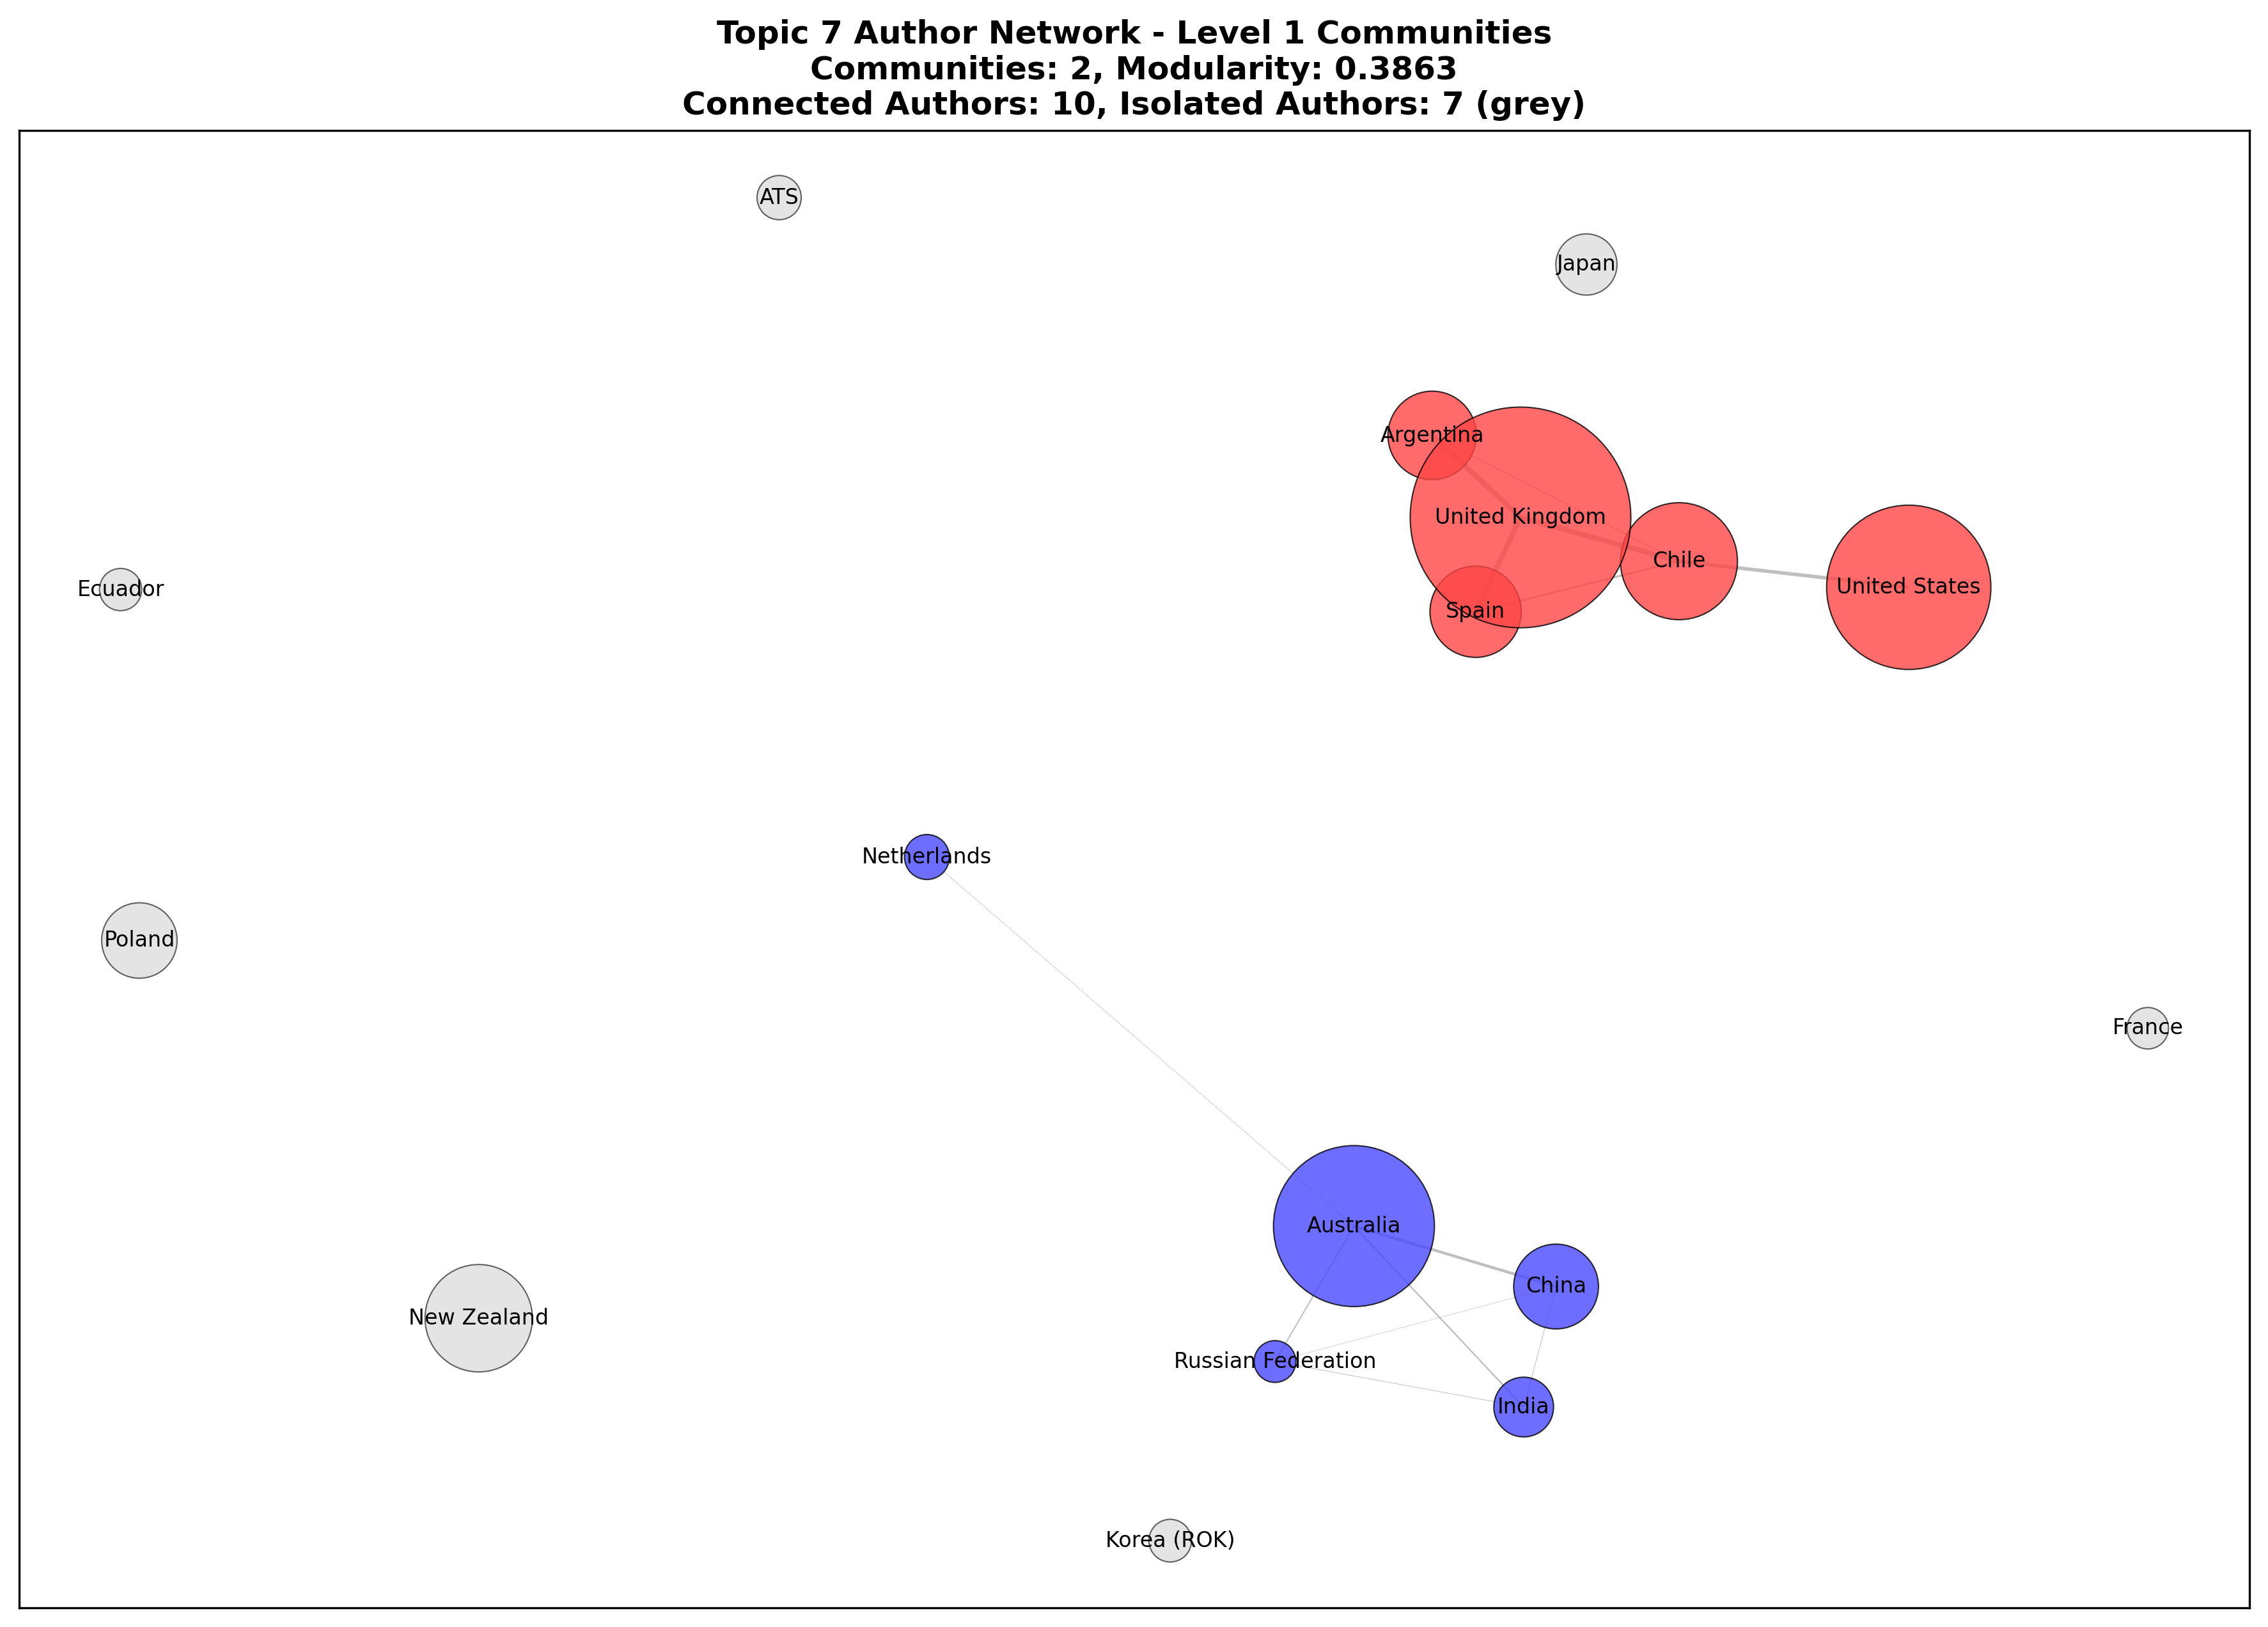 Topic 7 Author Network - Level 1 Communities
Communities: 2, Modularity: 0.3863
Connected Authors: 10, Isolated Authors: 7 (grey)
ATS
Japan
Argentina
United Kingdom
Chile
United States
Ecuador
Spain
Netherlands
Poland
France
Australia
China
New Zealand
Russian Federation
India
Korea (ROK)